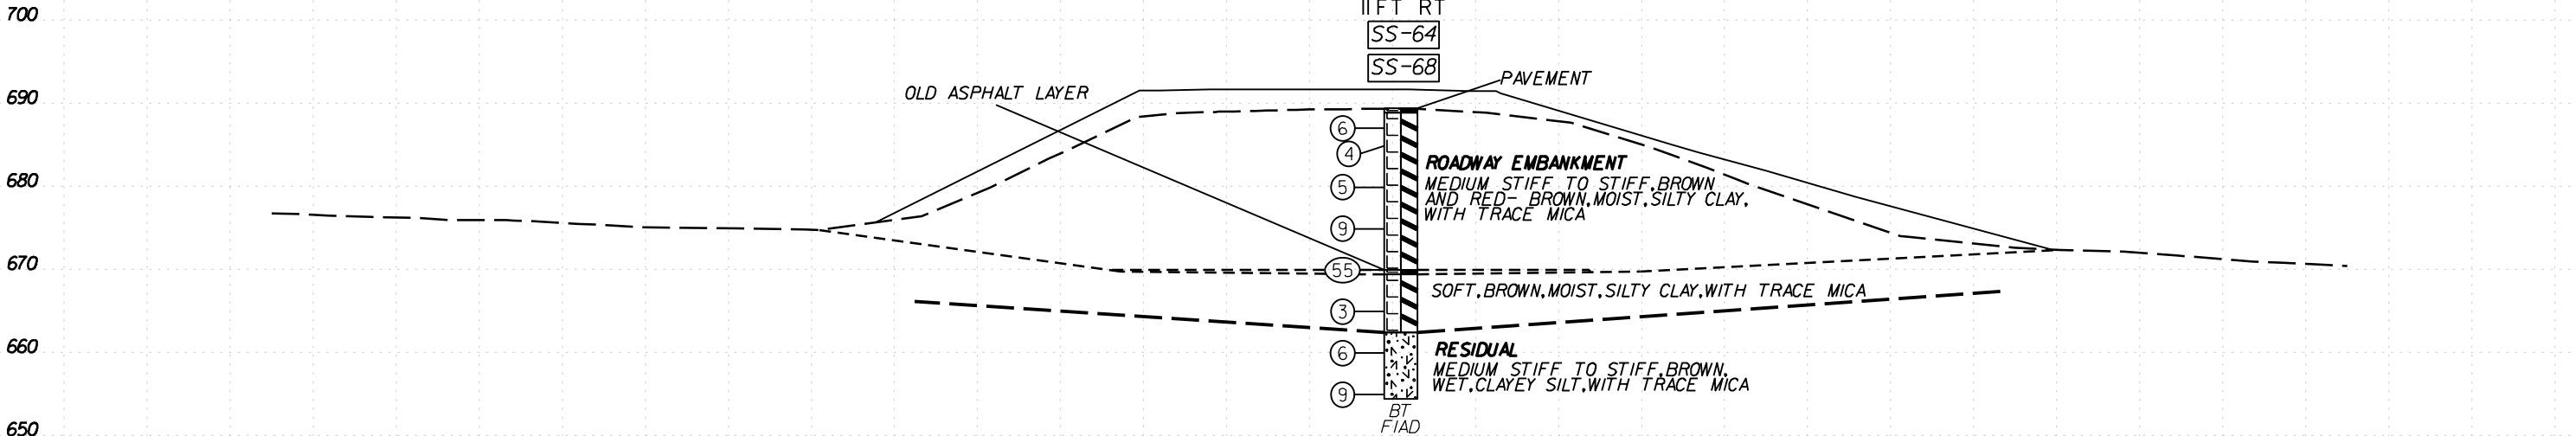 11 FT RT
700
SS-64
SS-68
PAVEMENT
OLD ASPHALT LAYER
690
6
4
ROADWAY EMBANKMENT
680
5
MEDIUM STIFF TO STIFF,BROWN
AND RED- BROWN,MOIST,SILTY CLAY,
WITH TRACE MICA
9
670
55
SOFT,BROWN,MOIST,SILTY CLAY,WITH TRACE MICA
3
660
6
RESIDUAL
MEDIUM STIFF TO STIFF,BROWN,
WET,CLAYEY SILT,WITH TRACE MICA
9
BT
FIAD
650